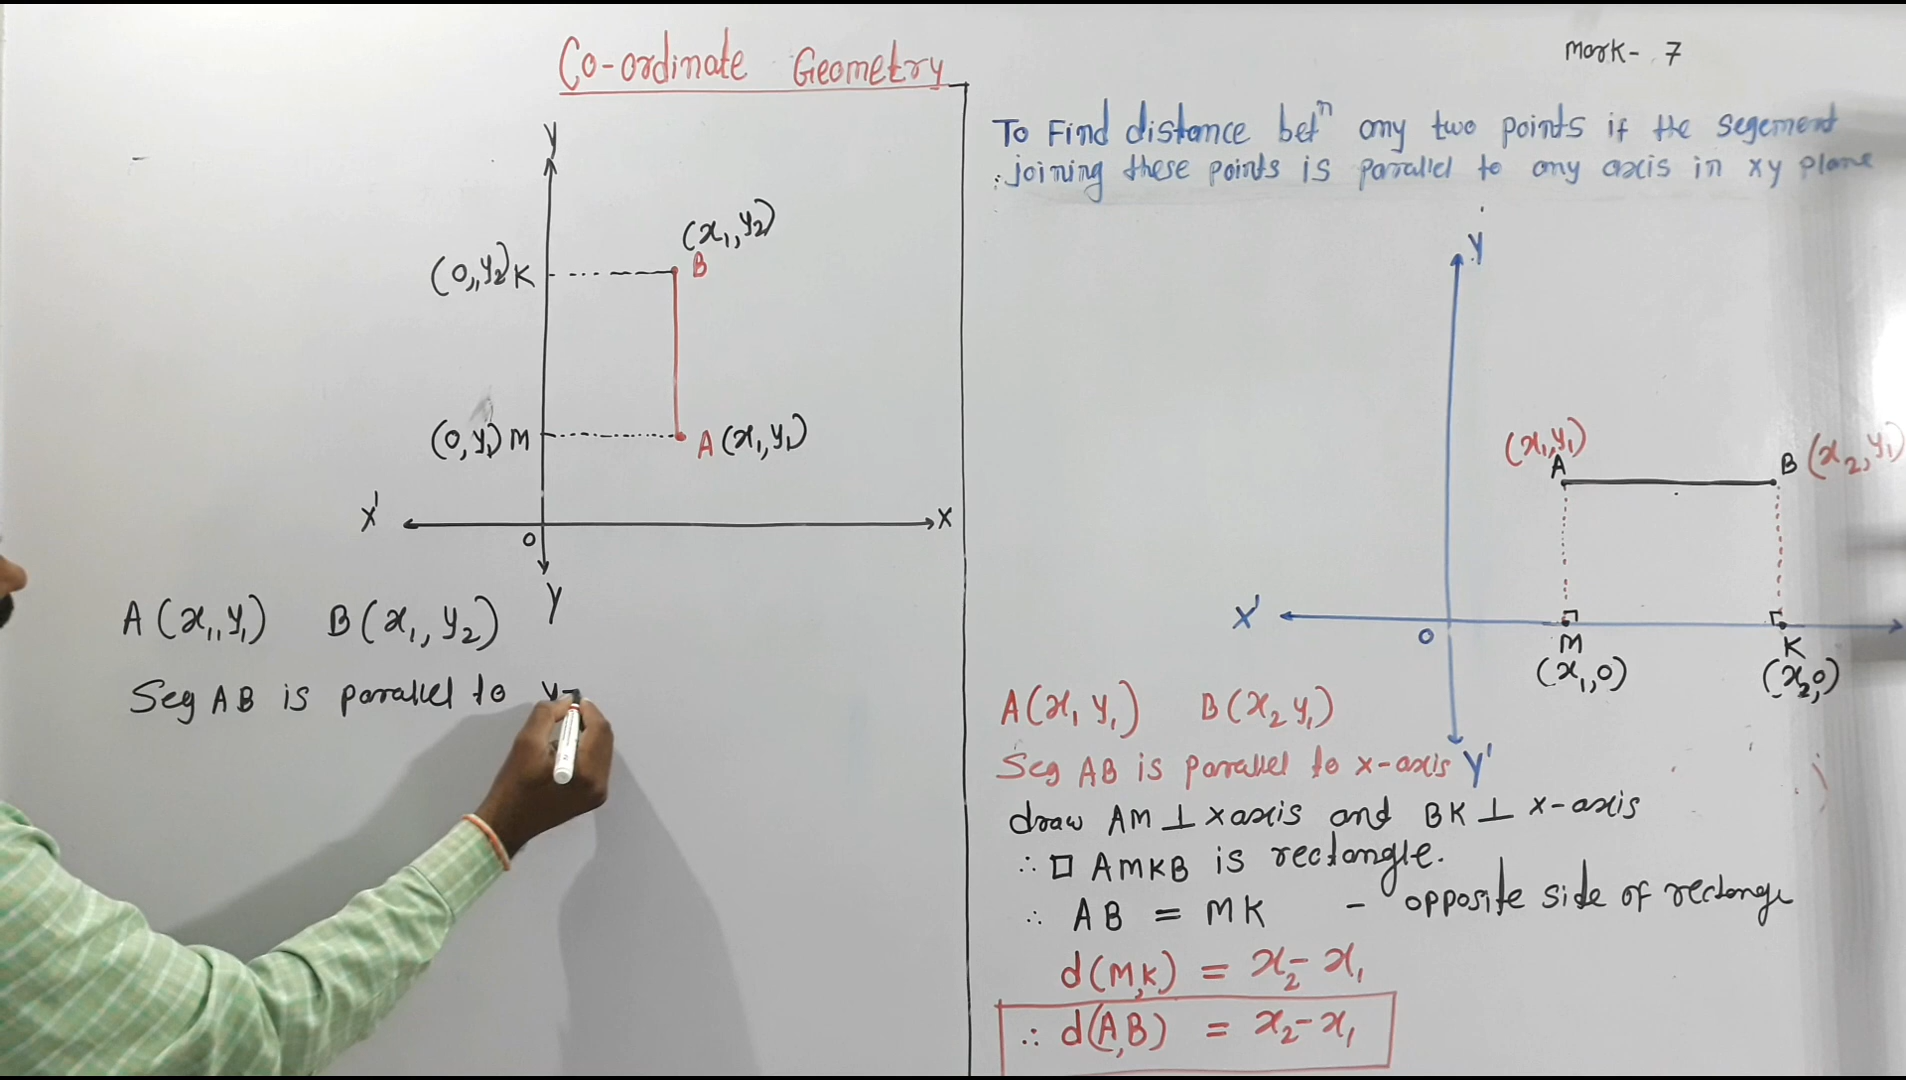 Co-ordinate Geometry
Y
(x₁, y₂)
(0, y₂) K
B
(0, y₁) M
A (x₁, y₁)
X'
X
O
Y
A (x₁, y₁) B (x₁, y₂)
Seg AB is parallel to y-
Mark- 7
To Find distance betⁿ any two points if the segement
joining these points is parallel to any axis in xy plane
Y
(x₁, y₁)
A
B (x₂, y₁)
X'
O
M
K
(x₁, 0)
(x₂, 0)
A (x₁ y₁) B (x₂ y₁)
Seg AB is parallel to x-axis Y'
draw AM ⊥ x axis and BK ⊥ x-axis
∴ □ AMKB is rectangle.
∴ AB = MK - opposite side of rectange
d(M,K) = x₂ - x₁
∴ d(A,B) = x₂ - x₁